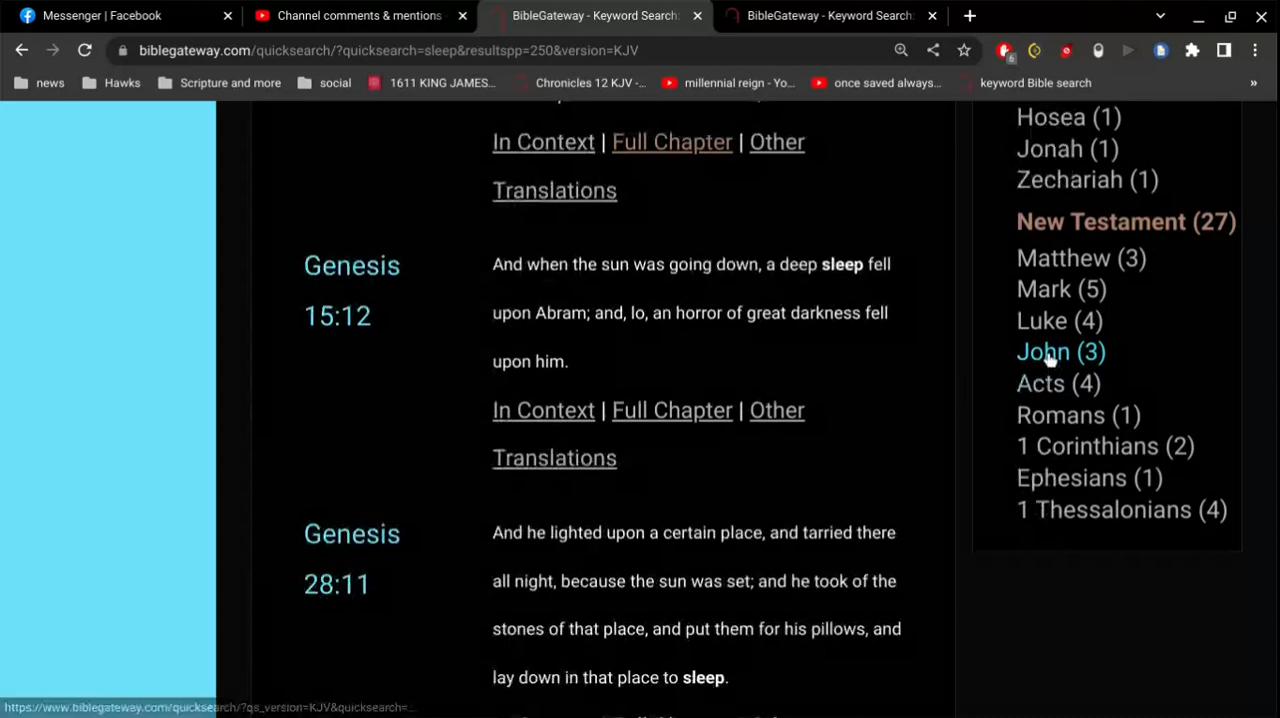 Messenger | Facebook
Channel comments & mentions
BibleGateway - Keyword Search:
BibleGateway - Keyword Search:
biblegateway.com/quicksearch/?quicksearch=sleep&resultspp=250&version=KJV
6
news
Hawks
Scripture and more
social
1611 KING JAMES...
Chronicles 12 KJV -...
millennial reign - Yo...
once saved always...
keyword Bible search
»
In Context | Full Chapter | Other
Translations
Genesis
15:12
And when the sun was going down, a deep sleep fell
upon Abram; and, lo, an horror of great darkness fell
upon him.
In Context | Full Chapter | Other
Translations
Genesis
28:11
And he lighted upon a certain place, and tarried there
all night, because the sun was set; and he took of the
stones of that place, and put them for his pillows, and
lay down in that place to sleep.
Hosea (1)
Jonah (1)
Zechariah (1)
New Testament (27)
Matthew (3)
Mark (5)
Luke (4)
John (3)
Acts (4)
Romans (1)
1 Corinthians (2)
Ephesians (1)
1 Thessalonians (4)
https://www.biblegateway.com/quicksearch/?qs_version=KJV&quicksearch=...